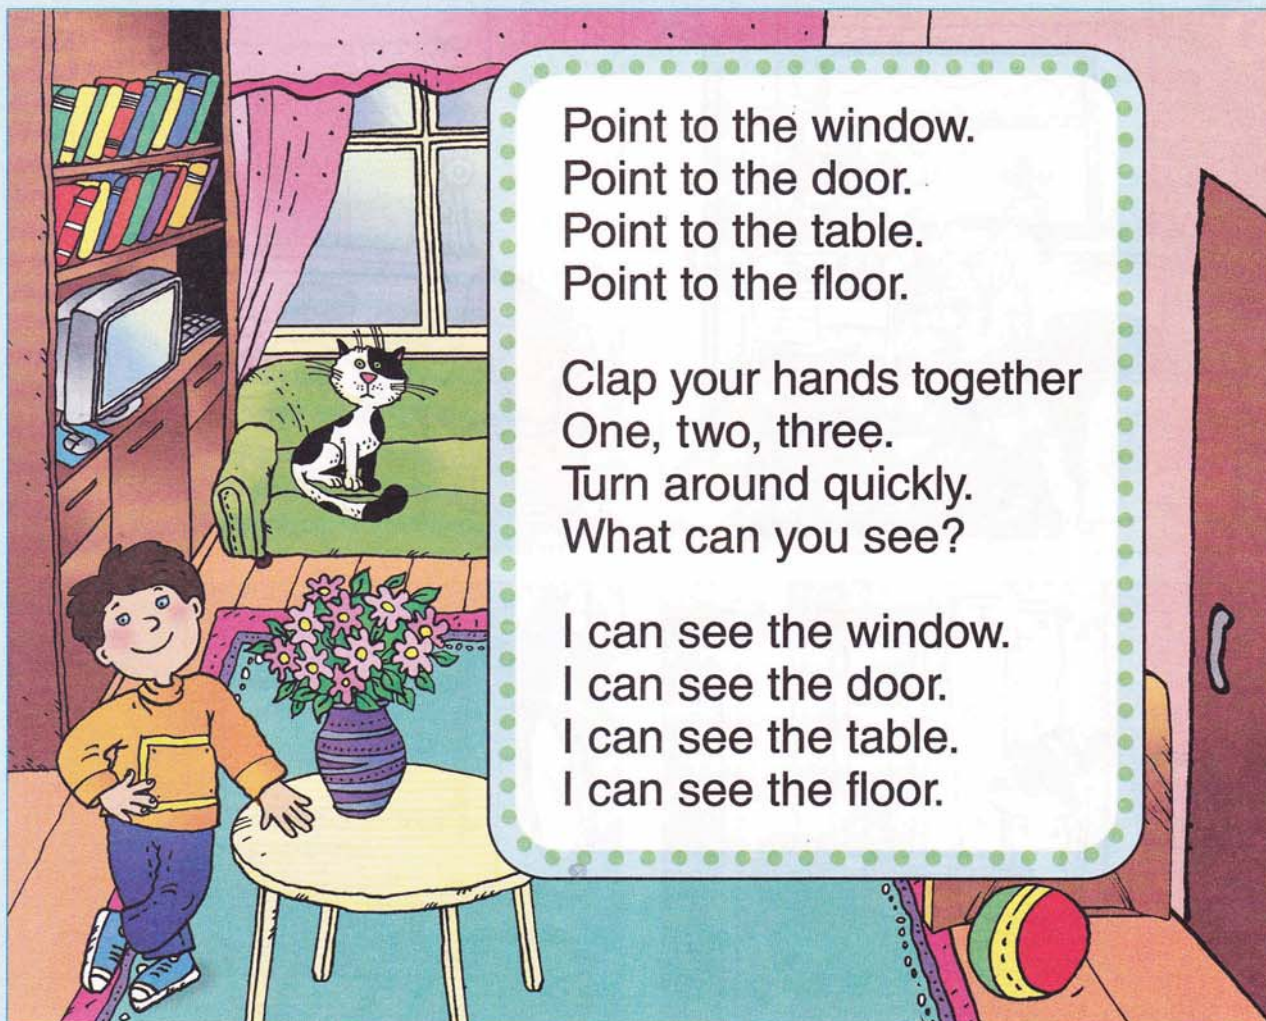 Point to the window.
Point to the door.
Point to the table.
Point to the floor.
Clap your hands together
One, two, three.
Turn around quickly.
What can you see?
I can see the window.
I can see the door.
I can see the table.
I can see the floor.